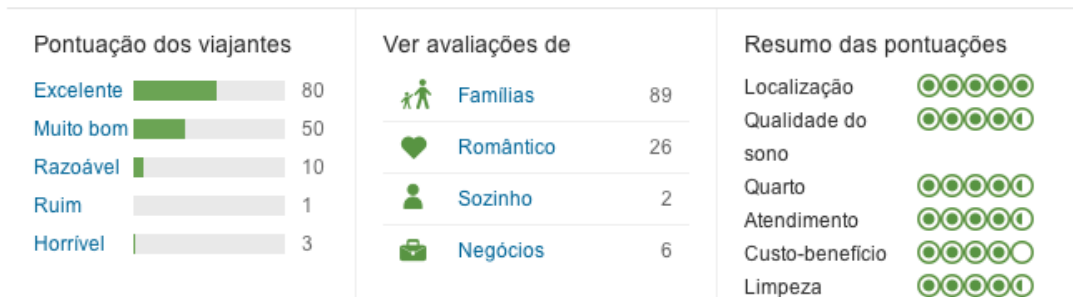 Pontuação dos viajantes
Excelente 80
Muito bom 50
Razoável 10
Ruim 1
Horrível 3
Ver avaliações de
Famílias 89
Romântico 26
Sozinho 2
Negócios 6
Resumo das pontuações
Localização
Qualidade do
sono
Quarto
Atendimento
Custo-benefício
Limpeza